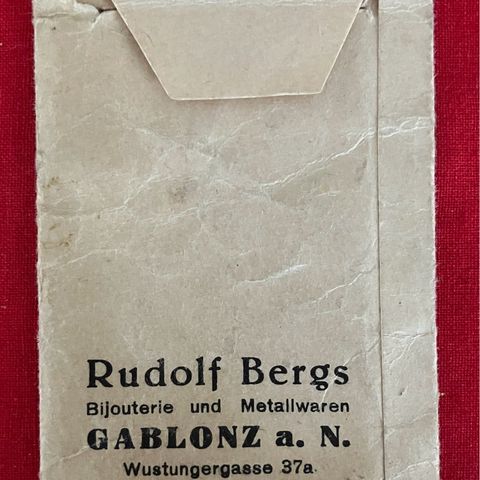 Rudolf Bergs
Bijouterie und Metallwaren
GABLONZ a. N.
Wustungergasse 37a